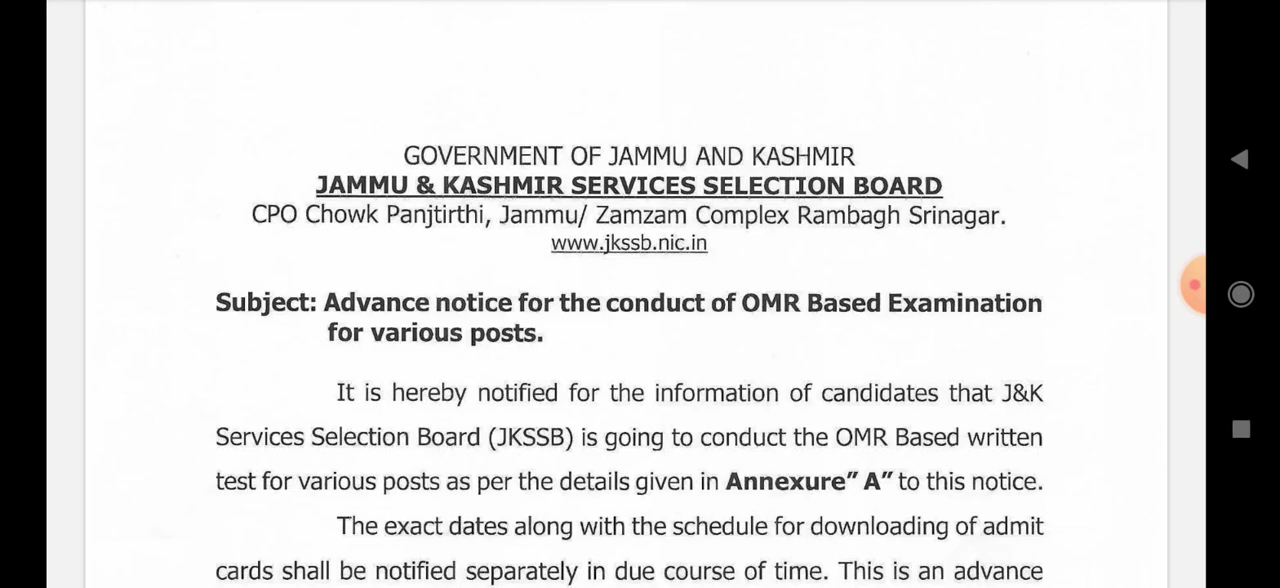 GOVERNMENT OF JAMMU AND KASHMIR
JAMMU & KASHMIR SERVICES SELECTION BOARD
CPO Chowk Panjtirthi, Jammu/ Zamzam Complex Rambagh Srinagar.
www.jkssb.nic.in
Subject: Advance notice for the conduct of OMR Based Examination
for various posts.
It is hereby notified for the information of candidates that J&K
Services Selection Board (JKSSB) is going to conduct the OMR Based written
test for various posts as per the details given in Annexure” A” to this notice.
The exact dates along with the schedule for downloading of admit
cards shall be notified separately in due course of time. This is an advance